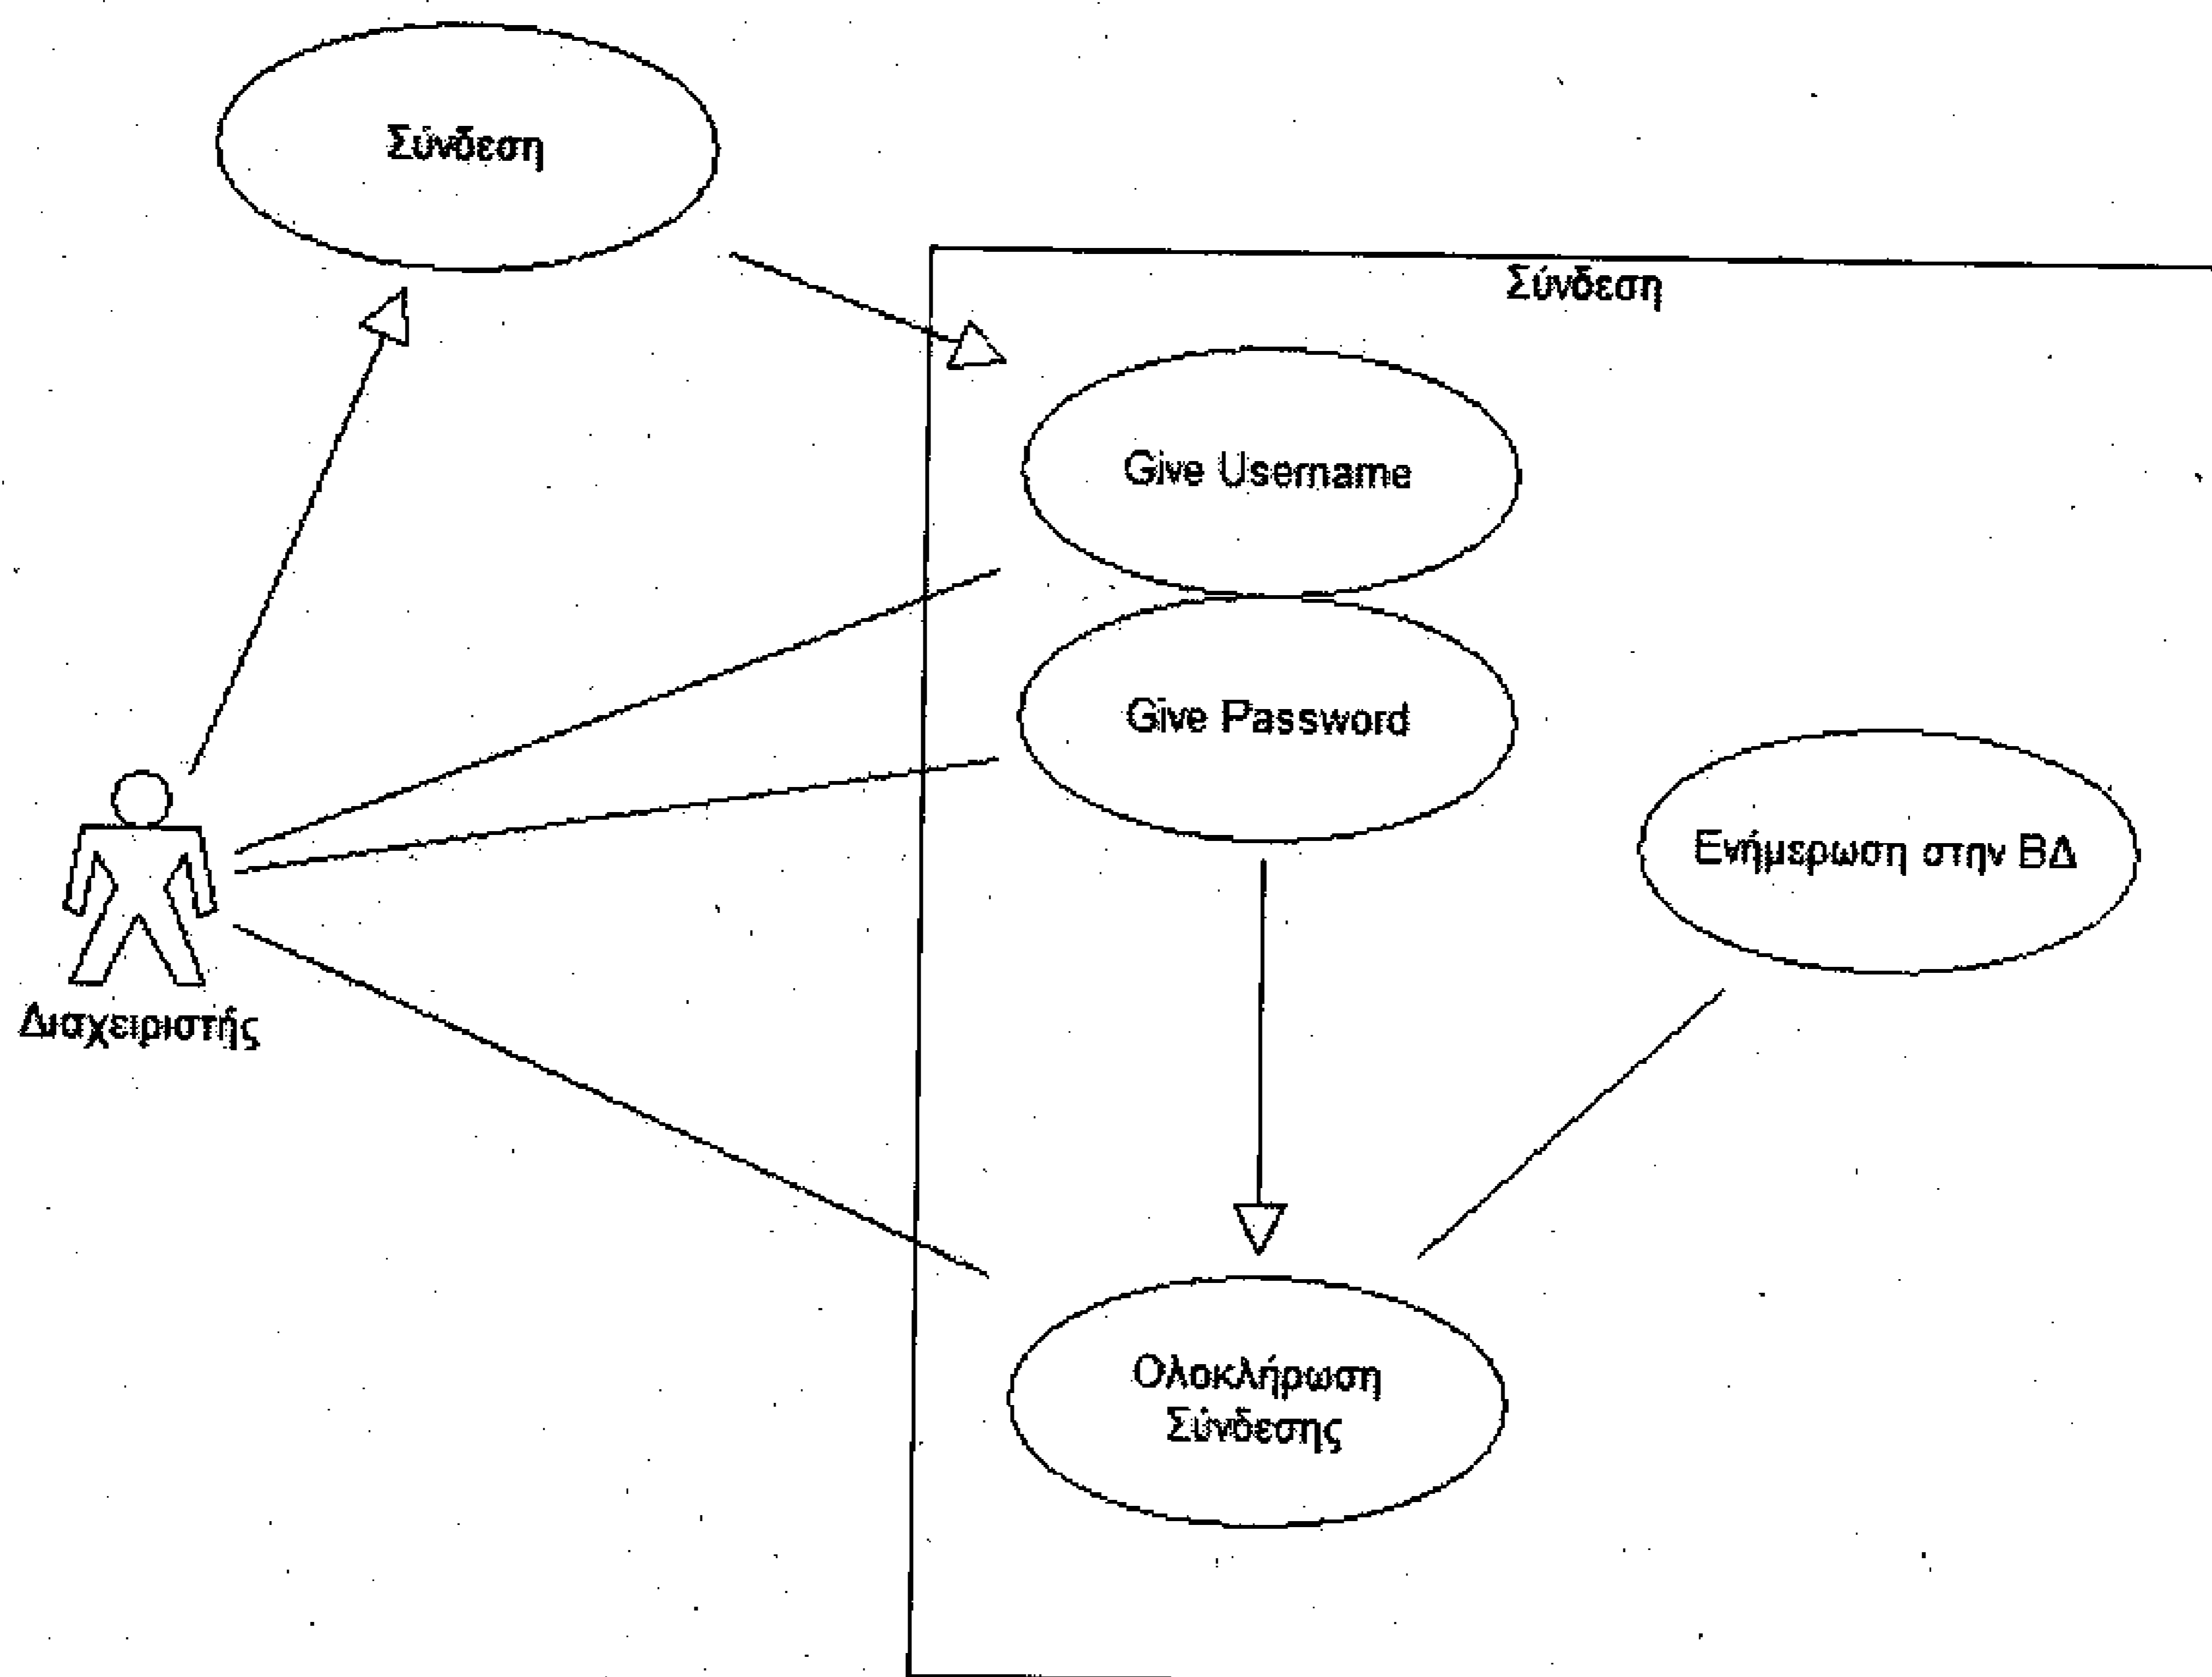 Σύνδεση
Σύνδεση
Give Username
Give Password
Ενήμερωση στην ΒΔ
Διαχειριστής
Ολοκλήρωση
Σύνδεσης